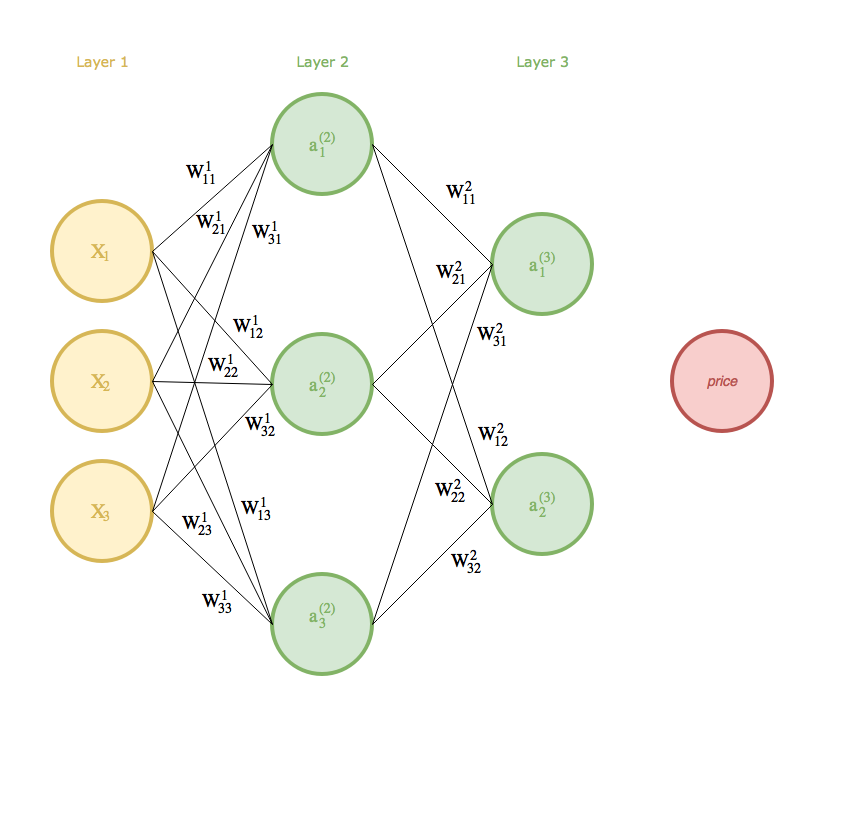 Layer 1
Layer 2
Layer 3
a₁⁽²⁾
W¹₁₁
W²₁₁
W¹₂₁
W¹₃₁
X₁
a₁⁽³⁾
W²₂₁
W¹₁₂
W²₃₁
W¹₂₂
X₂
a₂⁽²⁾
price
W¹₃₂
W²₁₂
W²₂₂
X₃
W¹₁₃
a₂⁽³⁾
W¹₂₃
W²₃₂
W¹₃₃
a₃⁽²⁾